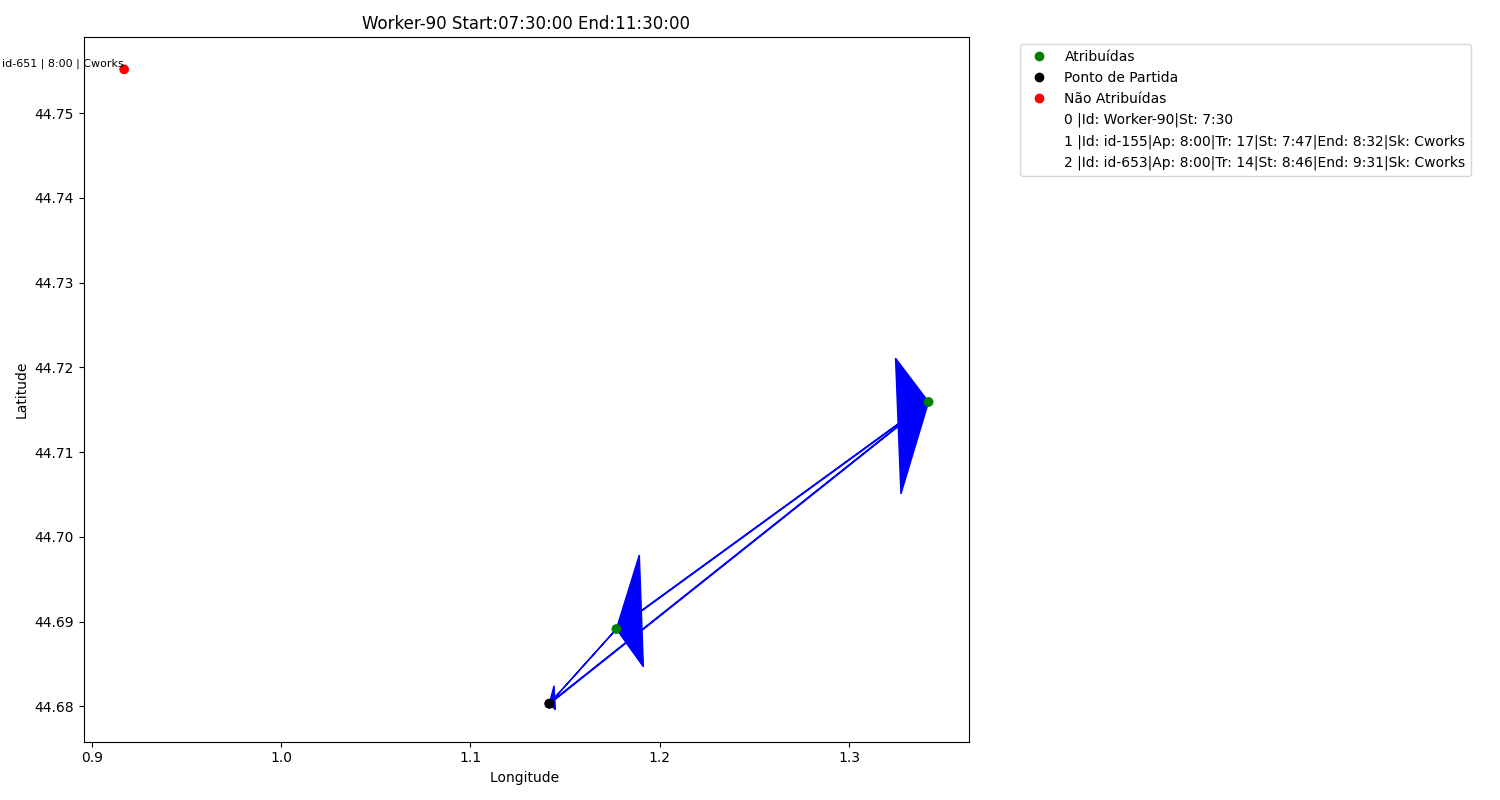 Worker-90 Start:07:30:00 End:11:30:00
id-651 | 8:00 | Cworks
Atribuídas
Ponto de Partida
Não Atribuídas
0 |Id: Worker-90|St: 7:30
1 |Id: id-155|Ap: 8:00|Tr: 17|St: 7:47|End: 8:32|Sk: Cworks
2 |Id: id-653|Ap: 8:00|Tr: 14|St: 8:46|End: 9:31|Sk: Cworks
44.75
44.74
44.73
44.72
44.71
44.70
44.69
44.68
Latitude
0.9
1.0
1.1
1.2
1.3
Longitude